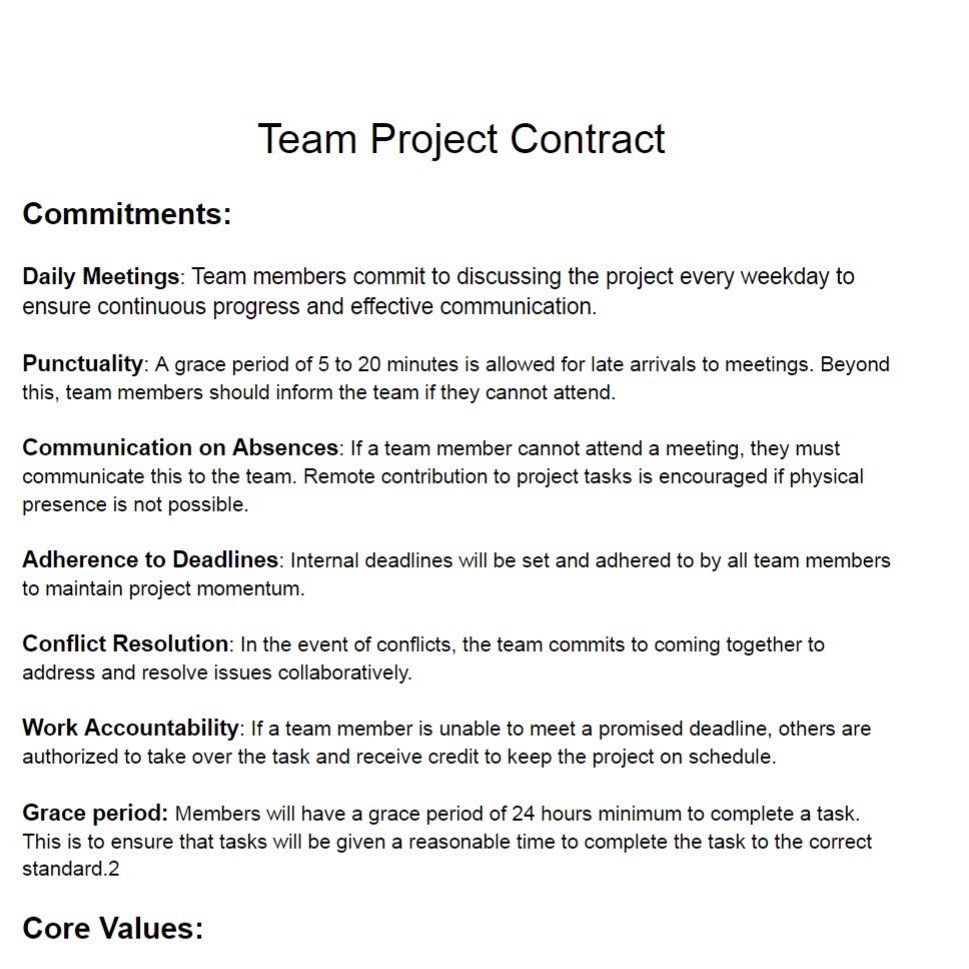 Team Project Contract
Commitments:
Daily Meetings: Team members commit to discussing the project every weekday to
ensure continuous progress and effective communication.
Punctuality: A grace period of 5 to 20 minutes is allowed for late arrivals to meetings. Beyond
this, team members should inform the team if they cannot attend.
Communication on Absences: If a team member cannot attend a meeting, they must
communicate this to the team. Remote contribution to project tasks is encouraged if physical
presence is not possible.
Adherence to Deadlines: Internal deadlines will be set and adhered to by all team members
to maintain project momentum.
Conflict Resolution: In the event of conflicts, the team commits to coming together to
address and resolve issues collaboratively.
Work Accountability: If a team member is unable to meet a promised deadline, others are
authorized to take over the task and receive credit to keep the project on schedule.
Grace period: Members will have a grace period of 24 hours minimum to complete a task.
This is to ensure that tasks will be given a reasonable time to complete the task to the correct
standard.2
Core Values: